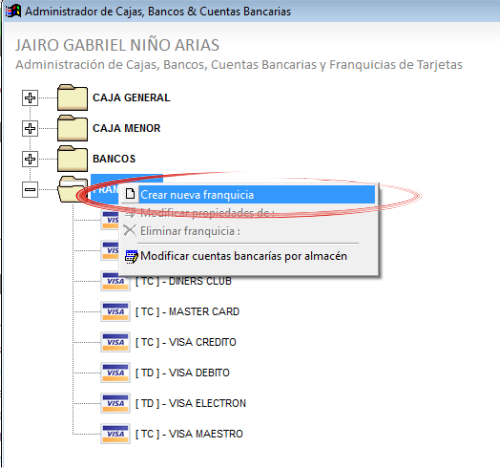 Administrador de Cajas, Bancos & Cuentas Bancarias
JAIRO GABRIEL NIÑO ARIAS
Administración de Cajas, Bancos, Cuentas Bancarias y Franquicias de Tarjetas
CAJA GENERAL
CAJA MENOR
BANCOS
Crear nueva franquicia
Modificar propiedades de :
VISA
Eliminar franquicia :
VISA
Modificar cuentas bancarías por almacén
VISA [ TC ] - DINERS CLUB
VISA [ TC ] - MASTER CARD
VISA [ TC ] - VISA CREDITO
VISA [ TD ] - VISA DEBITO
VISA [ TD ] - VISA ELECTRON
VISA [ TC ] - VISA MAESTRO